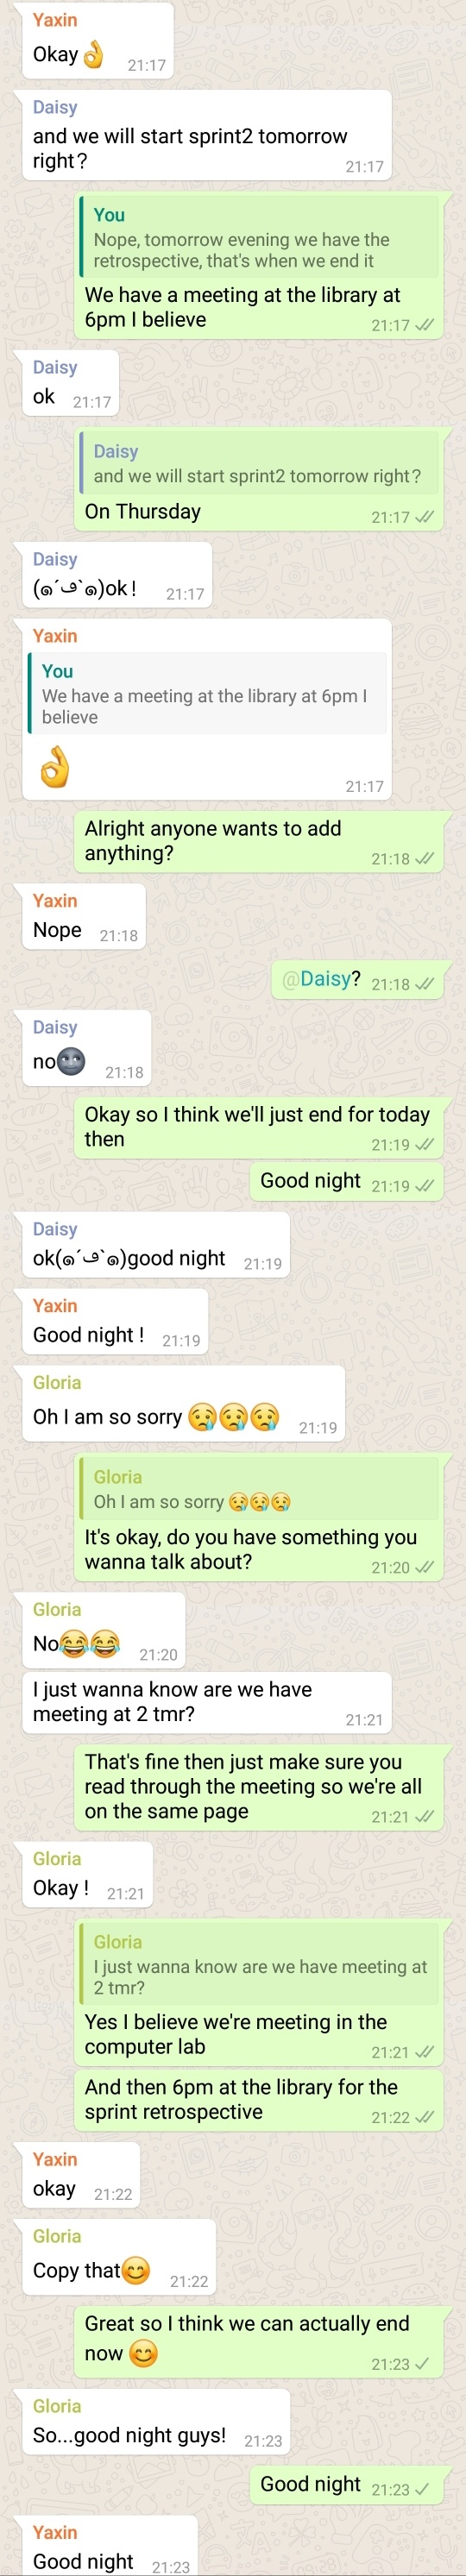 Yaxin
Okay👌 21:17
Daisy
and we will start sprint2 tomorrow
right? 21:17
You
Nope, tomorrow evening we have the
retrospective, that's when we end it
We have a meeting at the library at
6pm I believe 21:17
Daisy
ok 21:17
Daisy
and we will start sprint2 tomorrow right?
On Thursday 21:17
Daisy
(๑´ڡ`๑)ok! 21:17
Yaxin
You
We have a meeting at the library at 6pm I
believe
👌 21:17
Alright anyone wants to add
anything? 21:18
Yaxin
Nope 21:18
@Daisy? 21:18
Daisy
no🌚 21:18
Okay so I think we'll just end for today
then 21:19
Good night 21:19
Daisy
ok(๑´ڡ`๑)good night 21:19
Yaxin
Good night ! 21:19
Gloria
Oh I am so sorry 😢😢😢 21:19
Gloria
Oh I am so sorry 😢😢😢
It's okay, do you have something you
wanna talk about? 21:20
Gloria
No😂😂 21:20
I just wanna know are we have
meeting at 2 tmr? 21:21
That's fine then just make sure you
read through the meeting so we're all
on the same page 21:21
Gloria
Okay ! 21:21
Gloria
I just wanna know are we have meeting at
2 tmr?
Yes I believe we're meeting in the
computer lab 21:21
And then 6pm at the library for the
sprint retrospective 21:22
Yaxin
okay 21:22
Gloria
Copy that😊 21:22
Great so I think we can actually end
now 😊 21:23
Gloria
So...good night guys! 21:23
Good night 21:23
Yaxin
Good night 21:23